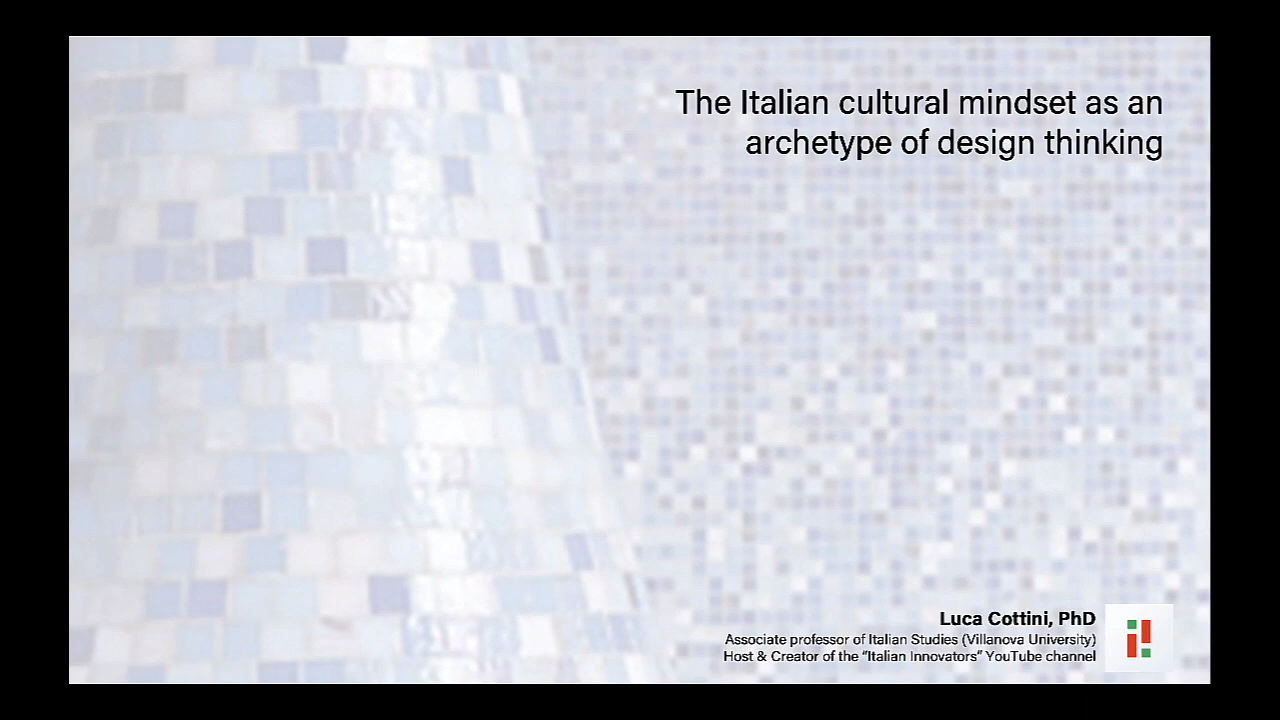 The Italian cultural mindset as an
archetype of design thinking
Luca Cottini, PhD
Associate professor of Italian Studies (Villanova University)
Host & Creator of the “Italian Innovators” YouTube channel